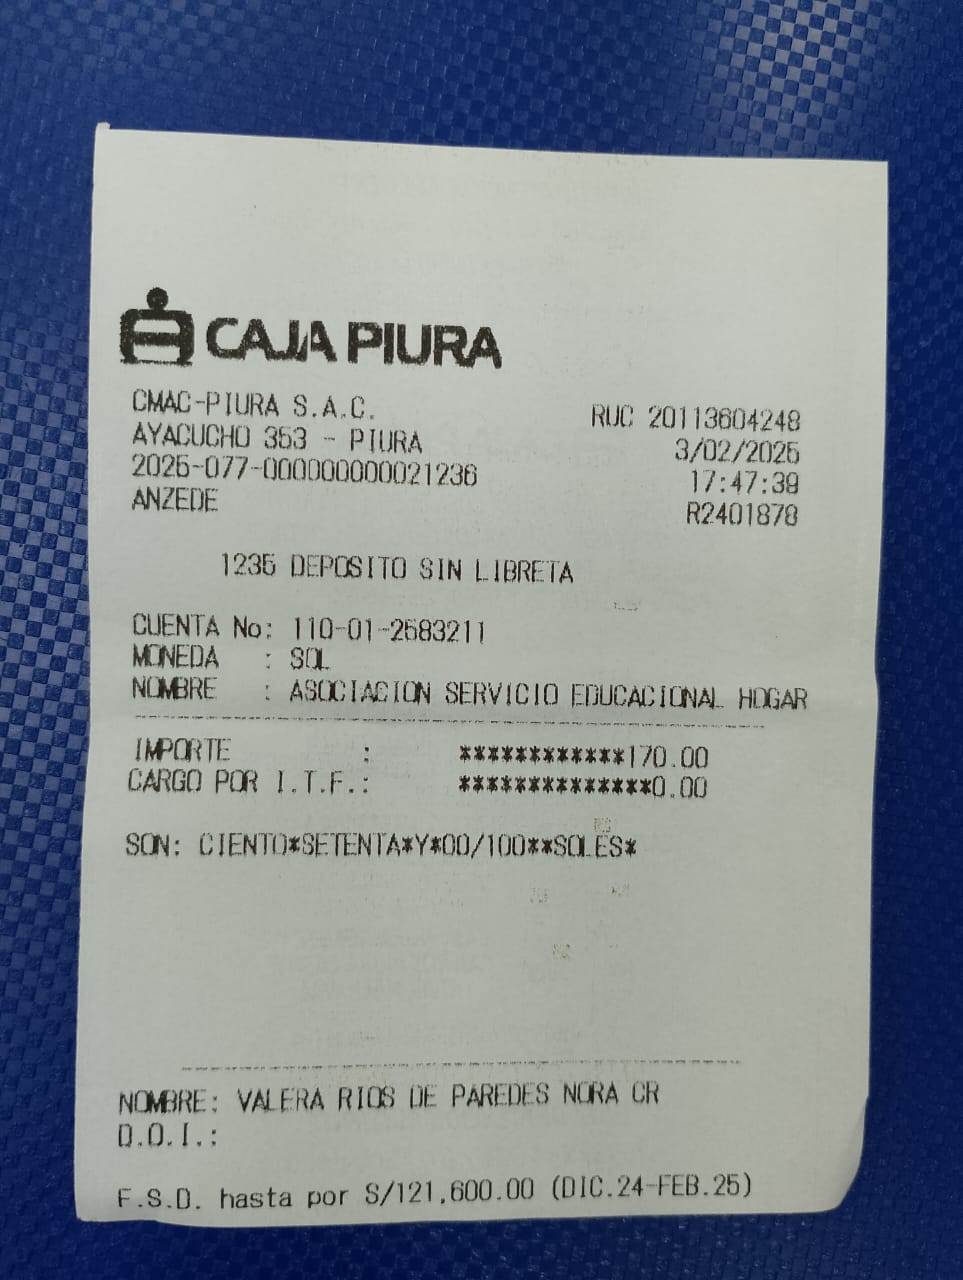 CAJA PIURA
CMAC-PIURA S.A.C.
RUC 20113604248
AYACUCHO 353 - PIURA
3/02/2025
2025-077-000000000021236
17:47:39
ANZEDE
R2401878
1235 DEPOSITO SIN LIBRETA
CUENTA No: 110-01-2583211
MONEDA : SOL
NOMBRE : ASOCIACION SERVICIO EDUCACIONAL HOGAR
IMPORTE : ************170.00
CARGO POR I.T.F.: **************0.00
SON: CIENTO*SETENTA*Y*00/100**SOLES*
NOMBRE: VALERA RIOS DE PAREDES NORA CR
D.O.I.:
F.S.D. hasta por S/121,600.00 (DIC.24-FEB.25)